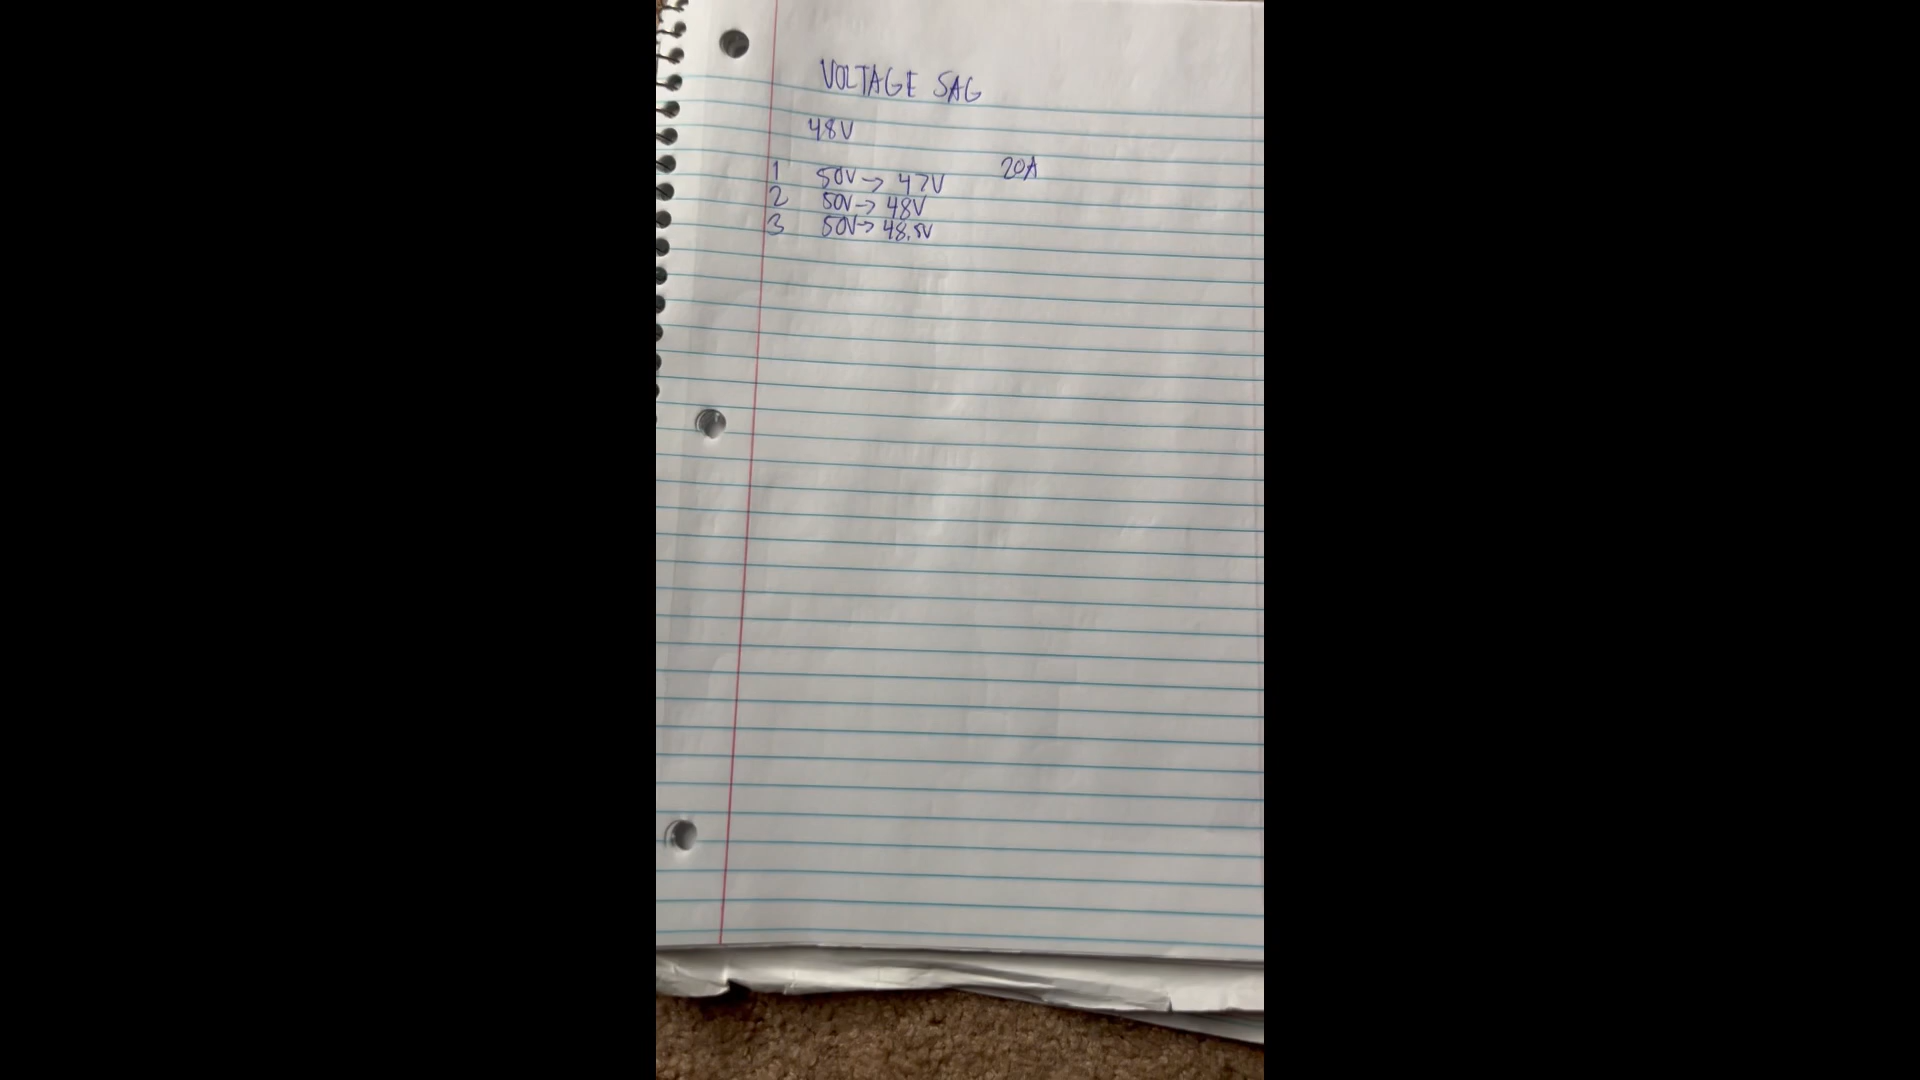 VOLTAGE SAG
48V
20A
1 50V → 47V
2 50V → 48V
3 50V → 48.5V